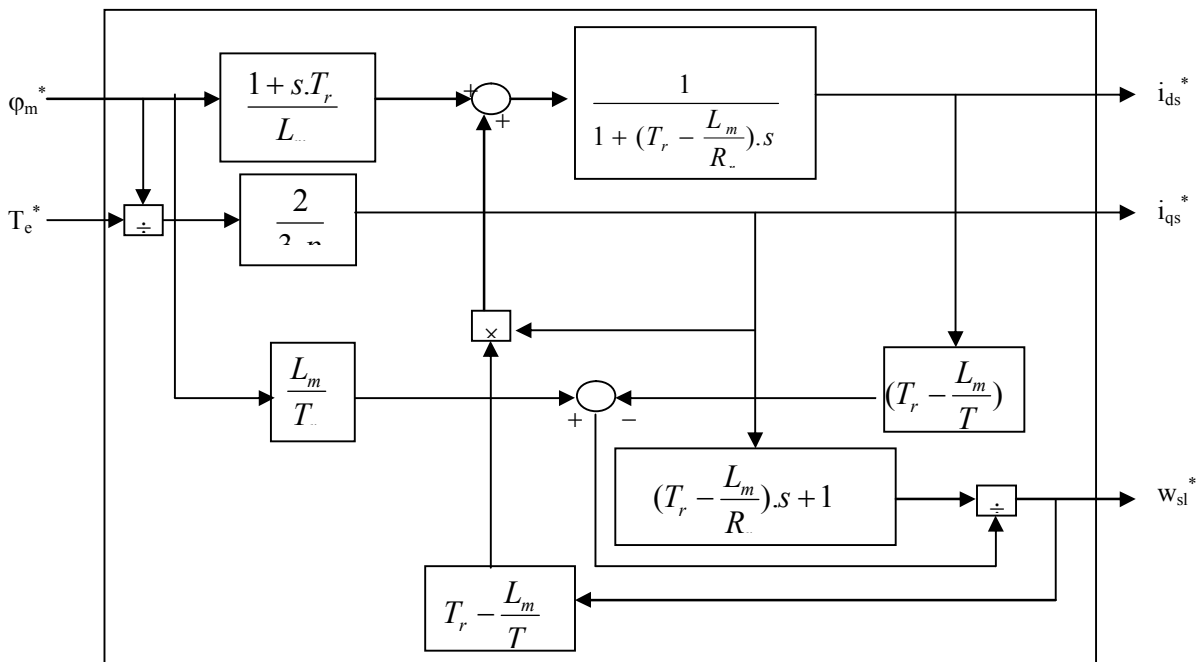 φm*
Te*
1 + s.Tr
L
+
+
1
1 + (Tr − Lm/R).s
ids*
÷
2
3
iqs*
×
Lm
T
+
−
(Tr − Lm/T)
(Tr − Lm/R).s + 1
÷
wsl*
Tr − Lm/T